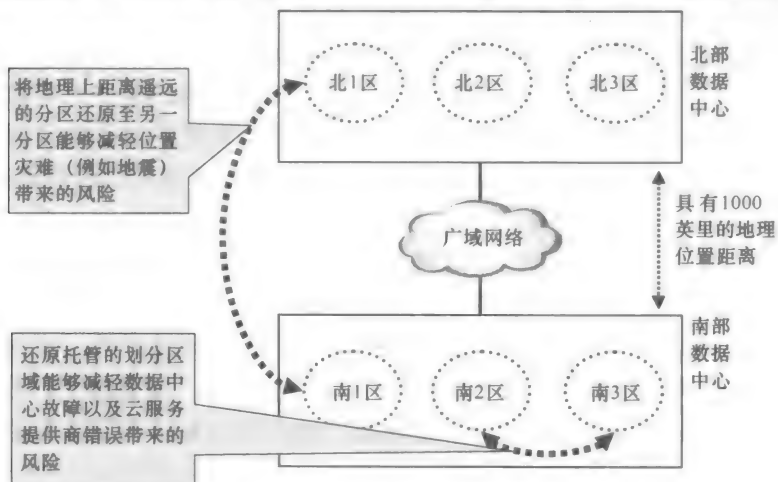 将地理上距离遥远
的分区还原至另一
分区能够减轻位置
灾难（例如地震）
带来的风险
北1区
北2区
北3区
北部
数据
中心
广域网络
具有1000
英里的地理
位置距离
还原托管的划分区
域能够减轻数据中
心故障以及云服务
提供商错误带来的
风险
南1区
南2区
南3区
南部
数据
中心